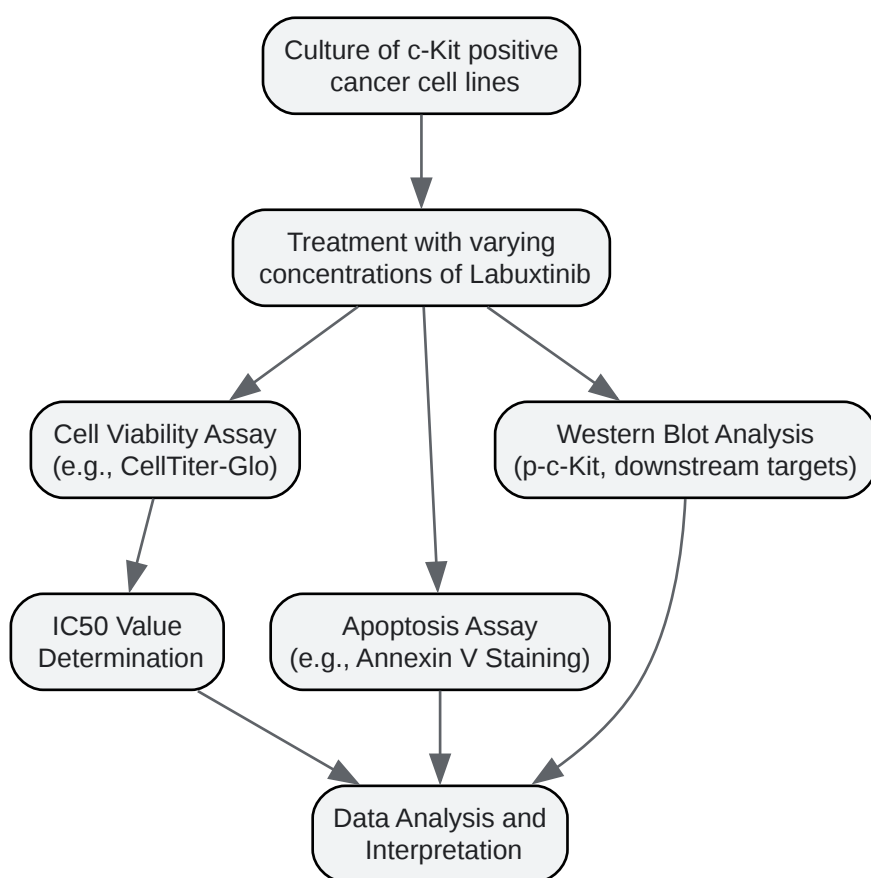 Culture of c-Kit positive
cancer cell lines
Treatment with varying
concentrations of Labuxtinib
Cell Viability Assay
(e.g., CellTiter-Glo)
Western Blot Analysis
(p-c-Kit, downstream targets)
IC50 Value
Determination
Apoptosis Assay
(e.g., Annexin V Staining)
Data Analysis and
Interpretation